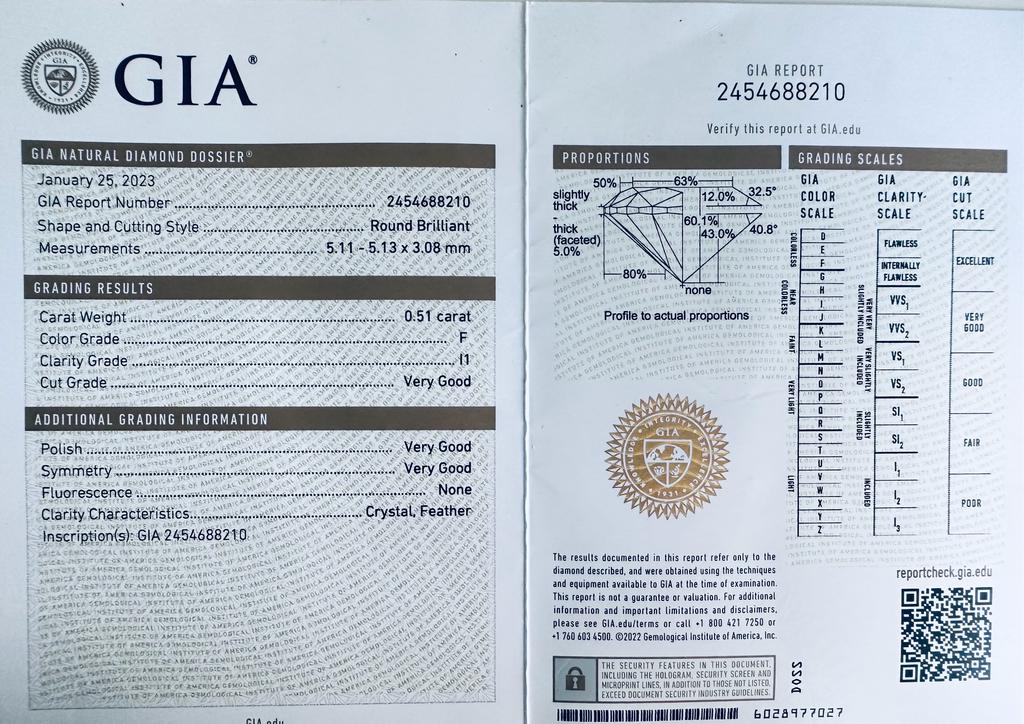 GIA®
GIA NATURAL DIAMOND DOSSIER®
January 25, 2023
GIA Report Number 2454688210
Shape and Cutting Style Round Brilliant
Measurements 5.11 - 5.13 x 3.08 mm
GRADING RESULTS
Carat Weight 0.51 carat
Color Grade F
Clarity Grade I1
Cut Grade Very Good
ADDITIONAL GRADING INFORMATION
Polish Very Good
Symmetry Very Good
Fluorescence None
Clarity Characteristics Crystal, Feather
Inscription(s): GIA 2454688210
GIA REPORT
2454688210
Verify this report at GIA.edu
PROPORTIONS
50%
63%
slightly
thick
-
thick
(faceted)
5.0%
12.0%
32.5°
60.1%
43.0%
40.8°
80%
none
Profile to actual proportions
GRADING SCALES
GIA
COLOR
SCALE
COLORLESS
D
E
F
NEAR
COLORLESS
G
H
I
J
FAINT
K
L
M
VERY LIGHT
N
O
P
Q
R
LIGHT
S
T
U
V
W
X
Y
Z
GIA
CLARITY
SCALE
FLAWLESS
INTERNALLY
FLAWLESS
VERY VERY
SLIGHTLY INCLUDED
VVS1
VVS2
VERY SLIGHTLY
INCLUDED
VS1
VS2
SLIGHTLY
INCLUDED
SI1
SI2
INCLUDED
I1
I2
I3
GIA
CUT
SCALE
EXCELLENT
VERY
GOOD
GOOD
FAIR
POOR
GIA
INTEGRITY
EXCELLENCE
1931
KNOWLEDGE
The results documented in this report refer only to the
diamond described, and were obtained using the techniques
and equipment available to GIA at the time of examination.
This report is not a guarantee or valuation. For additional
information and important limitations and disclaimers,
please see GIA.edu/terms or call +1 800 421 7250 or
+1 760 603 4500. ©2022 Gemological Institute of America, Inc.
reportcheck.gia.edu
THE SECURITY FEATURES IN THIS DOCUMENT,
INCLUDING THE HOLOGRAM, SECURITY SCREEN AND
MICROPRINT LINES, IN ADDITION TO THOSE NOT LISTED,
EXCEED DOCUMENT SECURITY INDUSTRY GUIDELINES.
DOS2
6028977027
GIA.edu